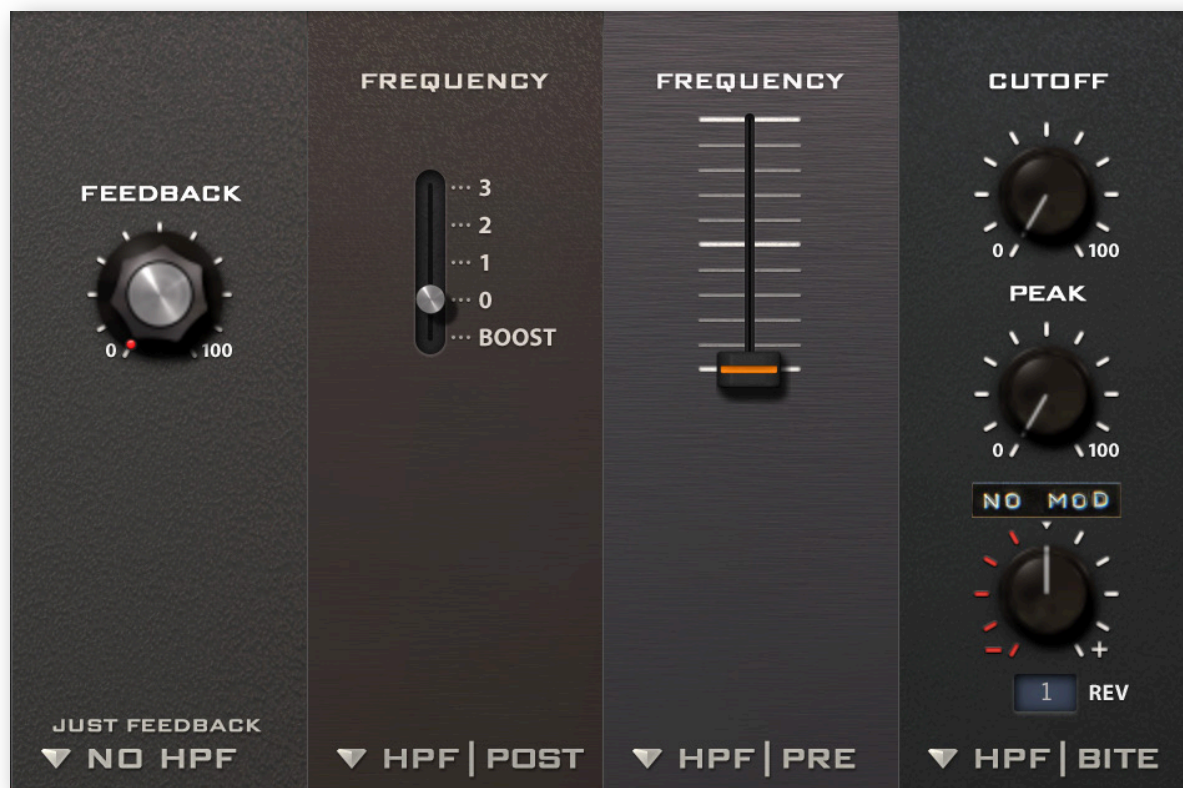 FEEDBACK
0 100
JUST FEEDBACK
NO HPF
FREQUENCY
3
2
1
0
BOOST
HPF|POST
FREQUENCY
HPF|PRE
CUTOFF
0 100
PEAK
0 100
NO MOD
- +
1 REV
HPF|BITE